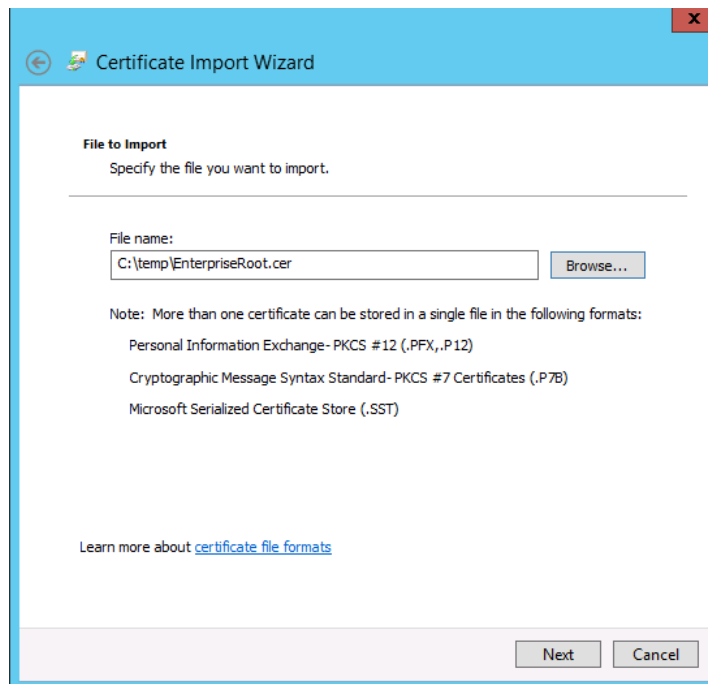 x
Certificate Import Wizard
File to Import
Specify the file you want to import.
File name:
C:\temp\EnterpriseRoot.cer
Browse...
Note: More than one certificate can be stored in a single file in the following formats:
Personal Information Exchange- PKCS #12 (.PFX,.P12)
Cryptographic Message Syntax Standard- PKCS #7 Certificates (.P7B)
Microsoft Serialized Certificate Store (.SST)
Learn more about certificate file formats
Next Cancel